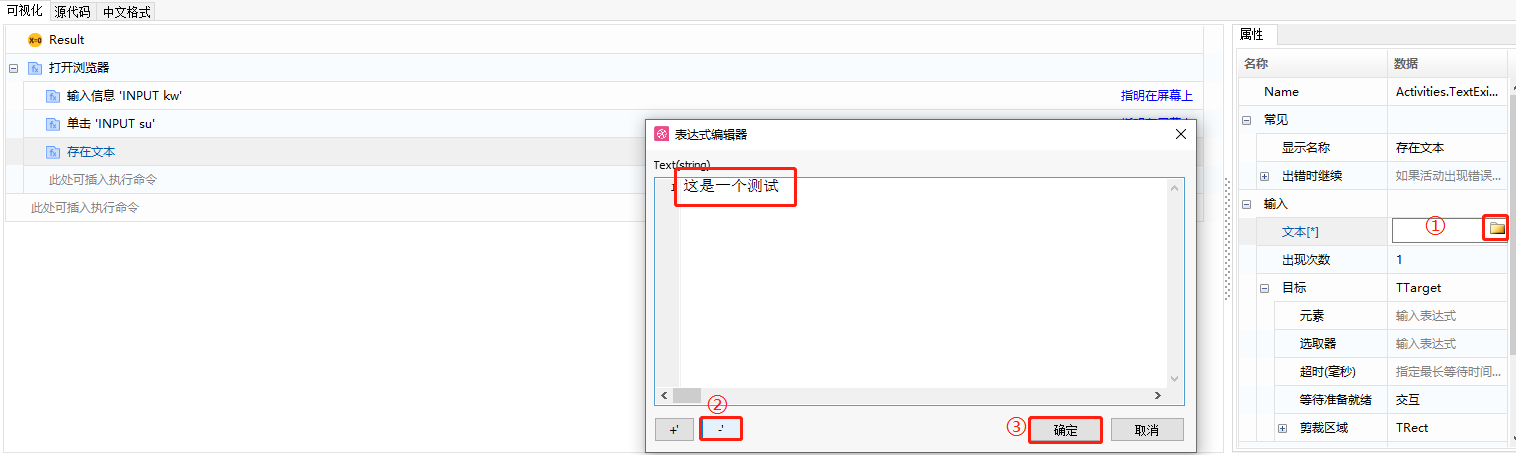 可视化 源代码 中文格式
Result
打开浏览器
输入信息 'INPUT kw' 指明在屏幕上
单击 'INPUT su'
存在文本
此处可插入执行命令
此处可插入执行命令
表达式编辑器
Text(string)
1 这是一个测试
②
+' -' ③ 确定 取消
属性
名称 数据
Name Activities.TextExi...
常见
显示名称 存在文本
出错时继续 如果活动出现错误...
输入
文本[*] ①
出现次数 1
目标 TTarget
元素 输入表达式
选取器 输入表达式
超时(毫秒) 指定最长等待时间...
等待准备就绪 交互
剪裁区域 TRect